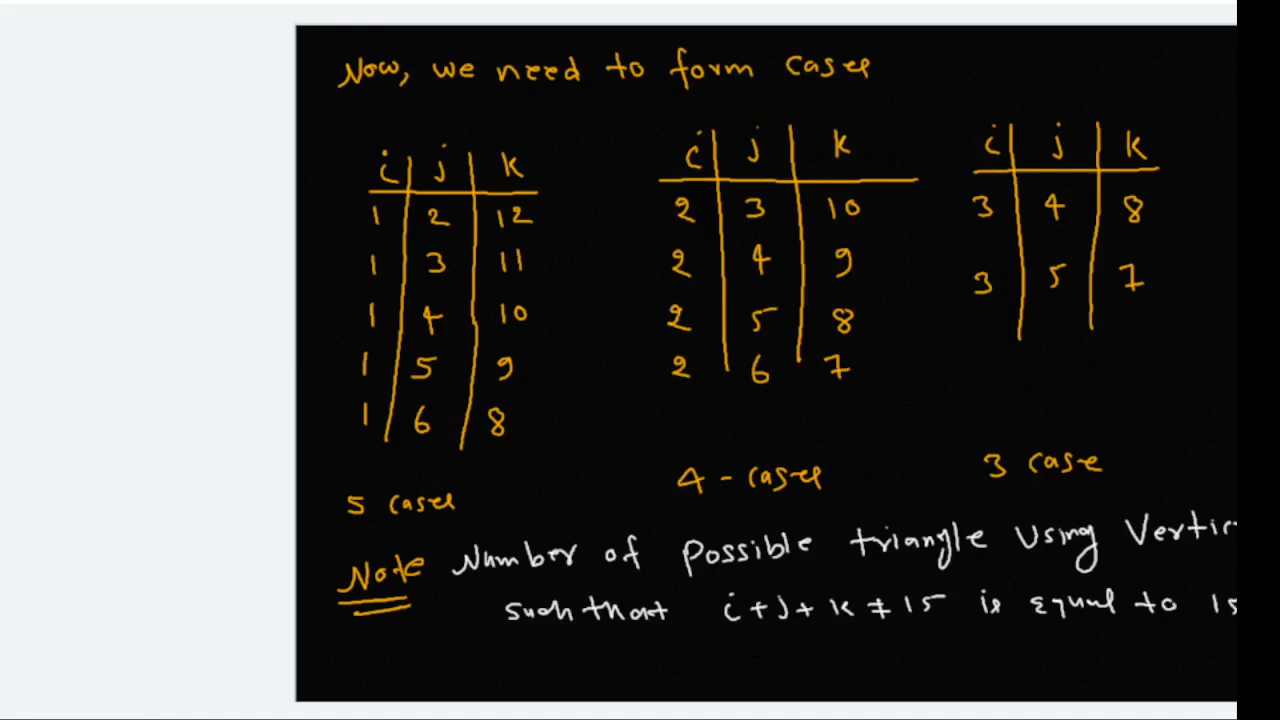 Now, we need to form cases
i j k
1 2 12
1 3 11
1 4 10
1 5 9
1 6 8
5 cases
i j k
2 3 10
2 4 9
2 5 8
2 6 7
4 - cases
i j k
3 4 8
3 5 7
3 case
Note Number of possible triangle Using
such that i + j + k ≠ 15 is equal to 15